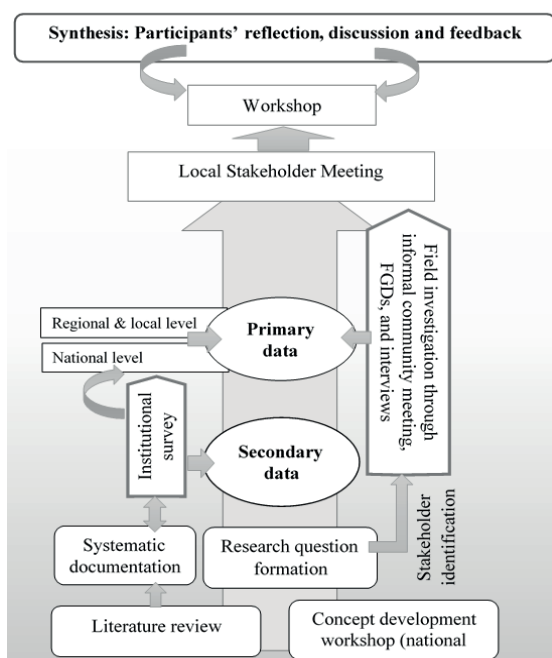 Synthesis: Participants' reflection, discussion and feedback
Workshop
Local Stakeholder Meeting
Field investigation through
informal community meeting,
FGDs, and interviews
Regional & local level
National level
Primary
data
Institutional
survey
Secondary
data
Stakeholder
identification
Systematic
documentation
Research question
formation
Literature review
Concept development
workshop (national